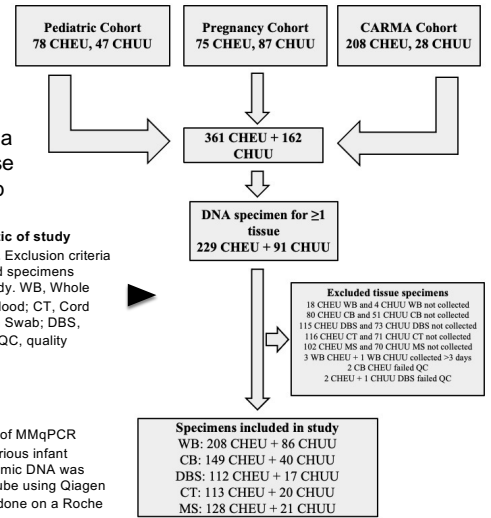 Pediatric Cohort
78 CHEU, 47 CHUU
Pregnancy Cohort
75 CHEU, 87 CHUU
CARMA Cohort
208 CHEU, 28 CHUU
361 CHEU + 162
CHUU
DNA specimen for ≥1
tissue
229 CHEU + 91 CHUU
Excluded tissue specimens
18 CHEU WB and 4 CHUU WB not collected
80 CHEU CB and 51 CHUU CB not collected
115 CHEU DBS and 73 CHUU DBS not collected
116 CHEU CT and 71 CHUU CT not collected
102 CHEU MS and 70 CHUU MS not collected
3 WB CHEU + 1 WB CHUU collected >3 days
2 CB CHEU failed QC
2 CHEU + 1 CHUU DBS failed QC
Specimens included in study
WB: 208 CHEU + 86 CHUU
CB: 149 CHEU + 40 CHUU
DBS: 112 CHEU + 17 CHUU
CT: 113 CHEU + 20 CHUU
MS: 128 CHEU + 21 CHUU
a
se
tic of study
Exclusion criteria
d specimens
dy. WB, Whole
lood; CT, Cord
Swab; DBS,
QC, quality
of MMqPCR
rious infant
mic DNA was
ube using Qiagen
done on a Roche